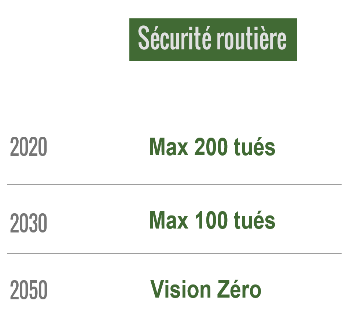 Sécurité routière
2020 Max 200 tués
2030 Max 100 tués
2050 Vision Zéro